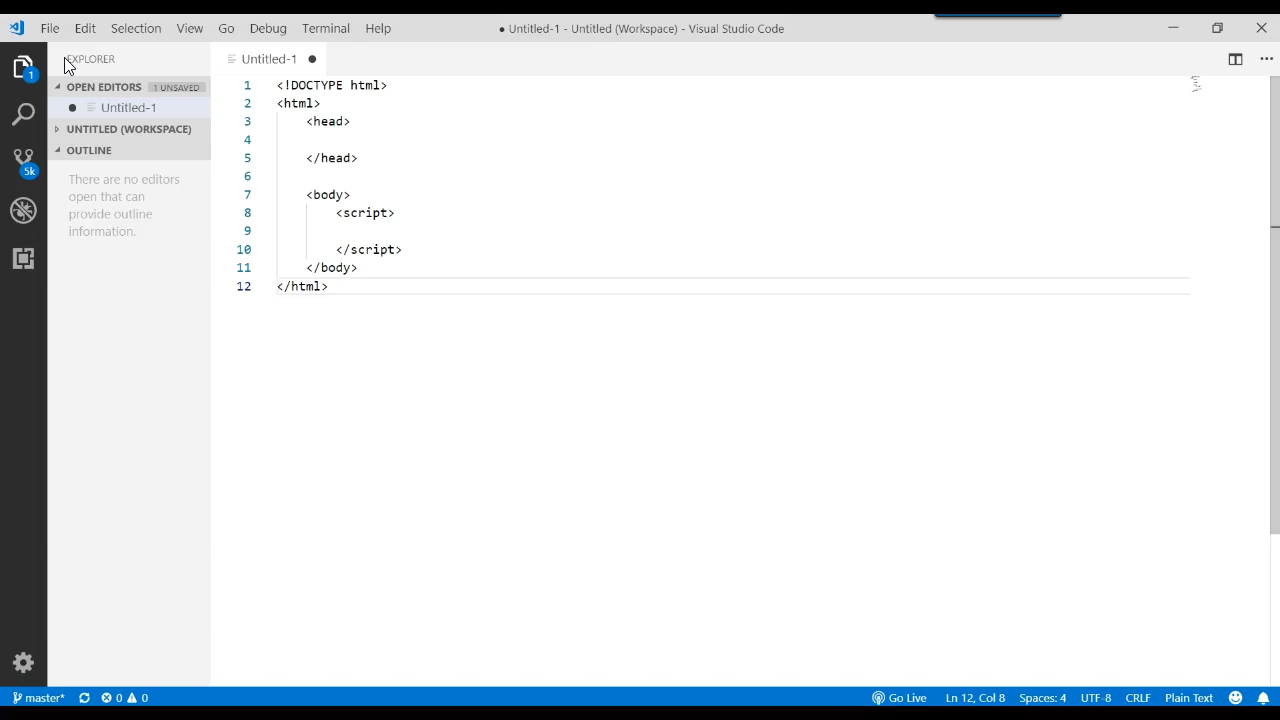 File Edit Selection View Go Debug Terminal Help
● Untitled-1 - Untitled (Workspace) - Visual Studio Code
EXPLORER
Untitled-1 ●
OPEN EDITORS 1 UNSAVED
● Untitled-1
UNTITLED (WORKSPACE)
OUTLINE
There are no editors
open that can
provide outline
information.
1
5k
1 <!DOCTYPE html>
2 <html>
3 <head>
4
5 </head>
6
7 <body>
8 <script>
9
10 </script>
11 </body>
12 </html>
master* 0 0
Go Live Ln 12, Col 8 Spaces: 4 UTF-8 CRLF Plain Text